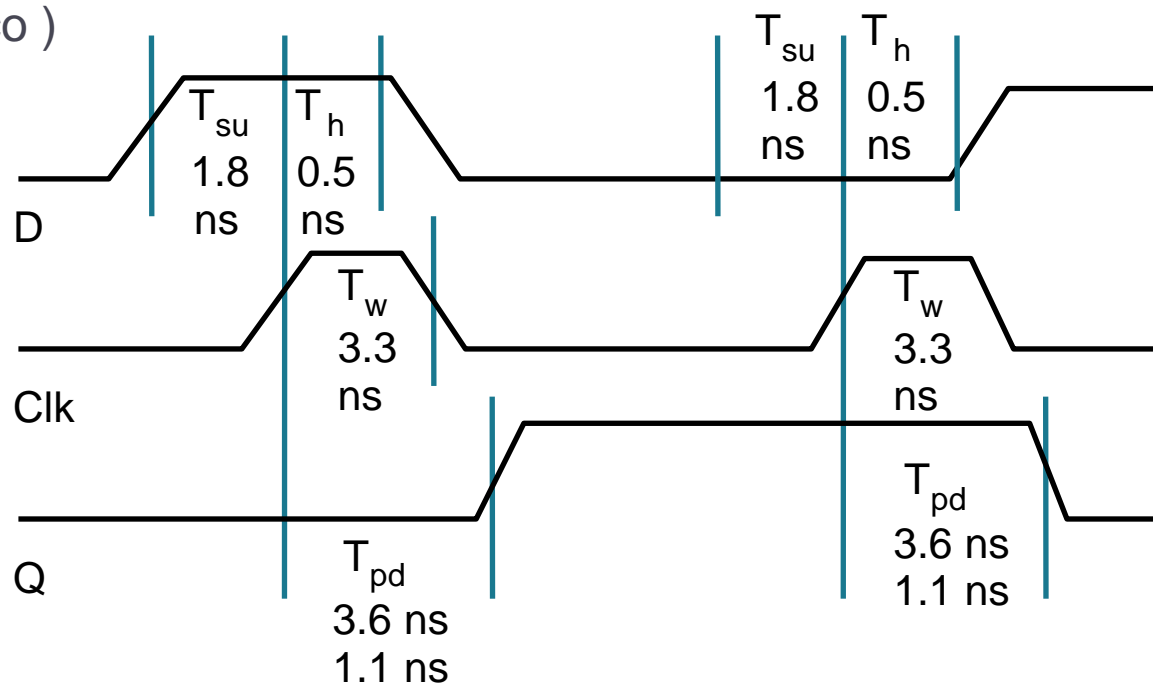 co )
T su T h
1.8 0.5
ns ns
T su T h
1.8 0.5
ns ns
D
T w
3.3
ns
T w
3.3
ns
Clk
T pd
3.6 ns
1.1 ns
Q
T pd
3.6 ns
1.1 ns